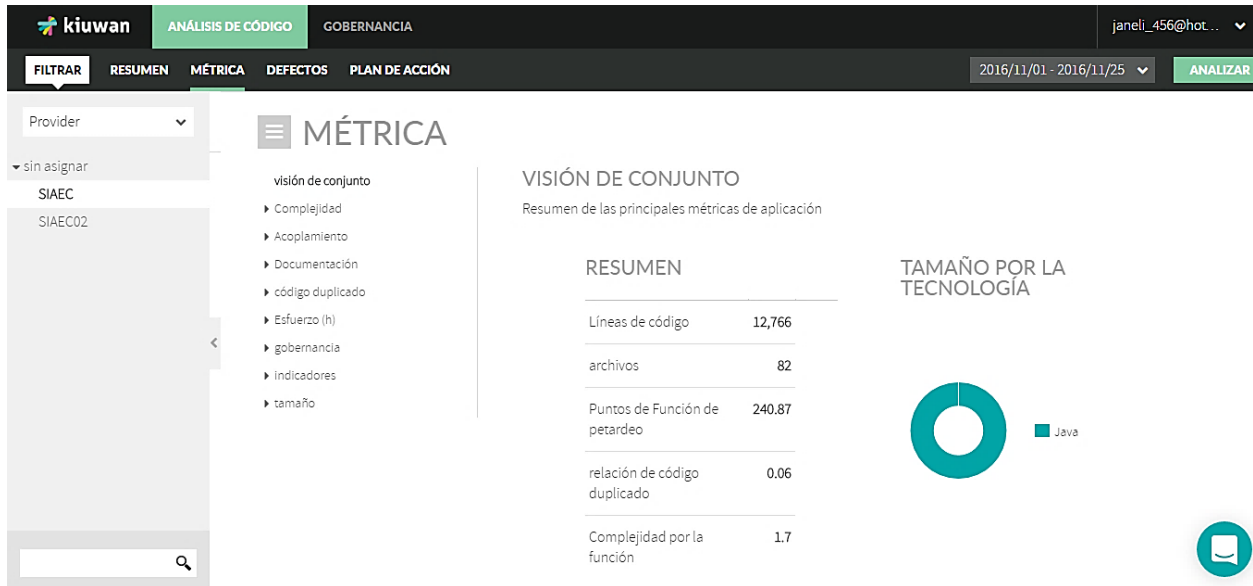 kiuwan
ANÁLISIS DE CÓDIGO
GOBERNANCIA
janeli_456@hot...
FILTRAR
RESUMEN
MÉTRICA
DEFECTOS
PLAN DE ACCIÓN
2016/11/01 - 2016/11/25
ANALIZAR
Provider
sin asignar
SIAEC
SIAEC02
MÉTRICA
visión de conjunto
Complejidad
Acoplamiento
Documentación
código duplicado
Esfuerzo (h)
gobernancia
indicadores
tamaño
VISIÓN DE CONJUNTO
Resumen de las principales métricas de aplicación
RESUMEN
Líneas de código 12,766
archivos 82
Puntos de Función de 240.87
petardeo
relación de código 0.06
duplicado
Complejidad por la 1.7
función
TAMAÑO POR LA
TECNOLOGÍA
Java